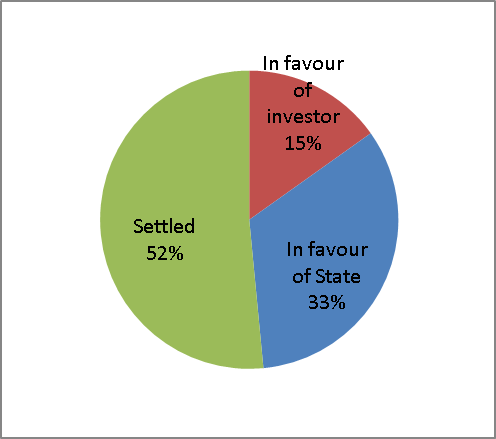 In favour
of
investor
15%
Settled
52%
In favour
of State
33%